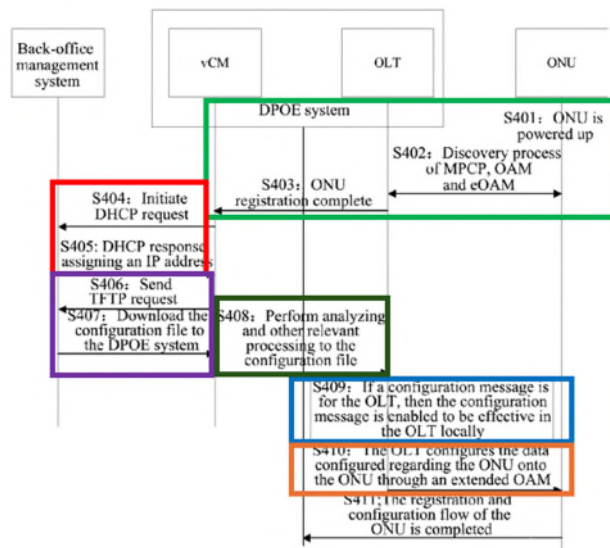 Back-office
management
system
vCM
OLT
ONU
DPOE system
S401: ONU is
powered up
S402: Discovery process
of MPCP, OAM
and eOAM
S403: ONU
registration complete
S404: Initiate
DHCP request
S405: DHCP response
assigning an IP address
S406: Send
TFTP request
S407: Download the
configuration file to
the DPOE system
S408: Perform analyzing
and other relevant
processing to the
configuration file
S409: If a configuration message is
for the OLT, then the configuration
message is enabled to be effective in
the OLT locally
S410: The OLT configures the data
configured regarding the ONU onto
the ONU through an extended OAM
S411:The registration and
configuration flow of the
ONU is completed